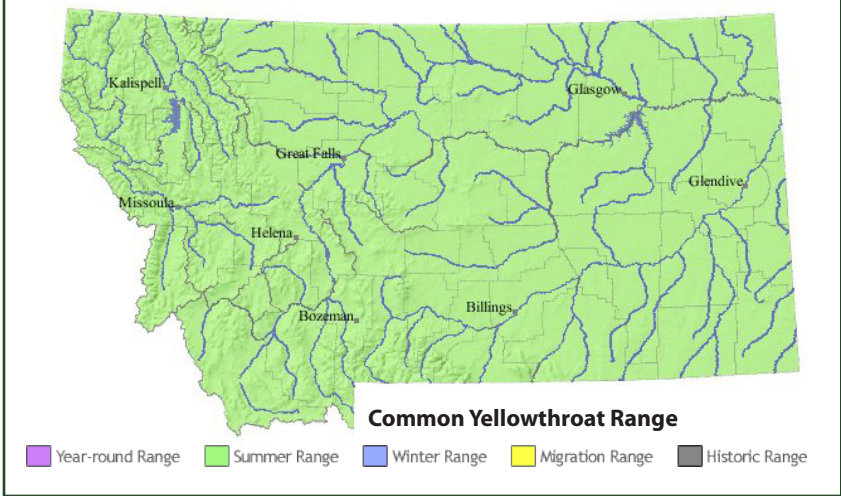 Kalispell
Glasgow
Great Falls
Glendive
Missoula
Helena
Billings
Bozeman
Common Yellowthroat Range
Year-round Range Summer Range Winter Range Migration Range Historic Range